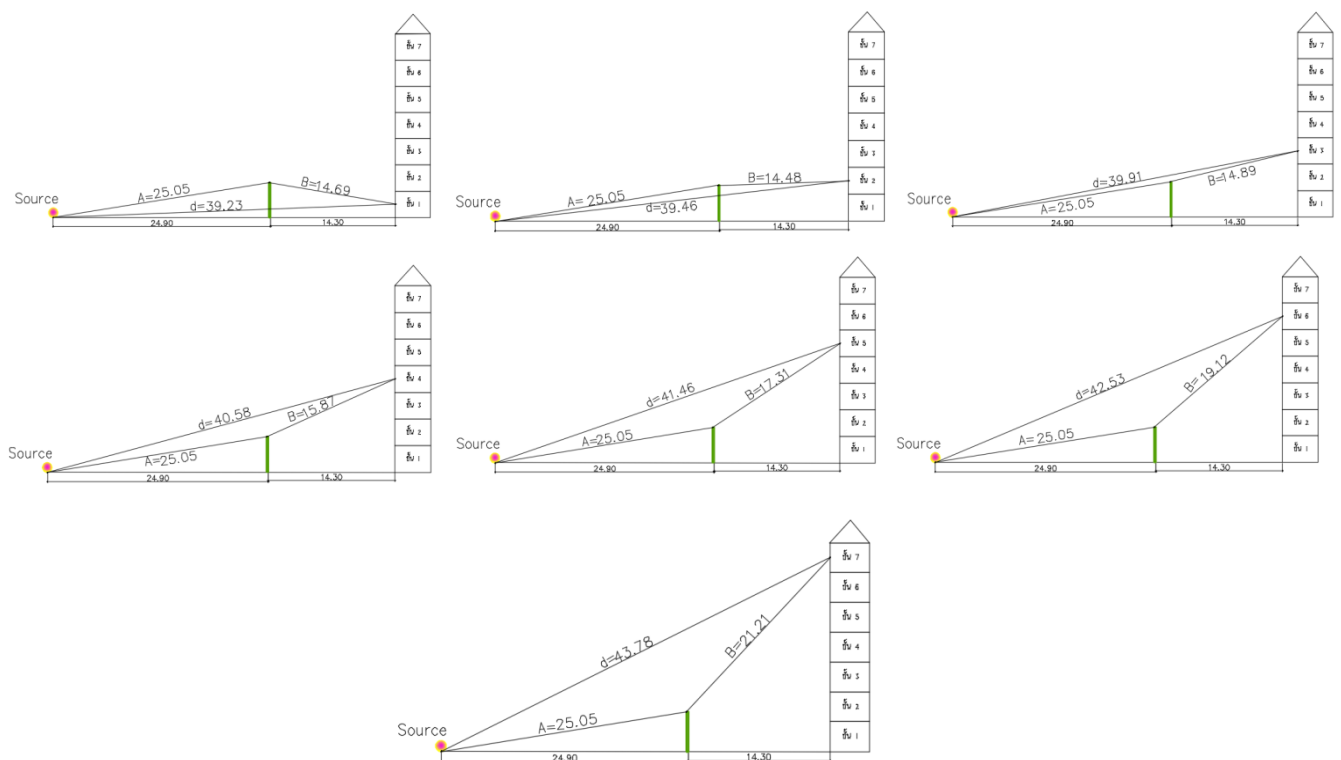 ชั้น 7
ชั้น 6
ชั้น 5
ชั้น 4
ชั้น 3
ชั้น 2
ชั้น 1
Source
A=25.05
B=14.69
d=39.23
24.90
14.30
ชั้น 7
ชั้น 6
ชั้น 5
ชั้น 4
ชั้น 3
ชั้น 2
ชั้น 1
Source
A= 25.05
B=14.48
d=39.46
24.90
14.30
ชั้น 7
ชั้น 6
ชั้น 5
ชั้น 4
ชั้น 3
ชั้น 2
ชั้น 1
Source
d=39.91
B=14.89
A=25.05
24.90
14.30
ชั้น 7
ชั้น 6
ชั้น 5
ชั้น 4
ชั้น 3
ชั้น 2
ชั้น 1
Source
d=40.58
B=15.87
A=25.05
24.90
14.30
ชั้น 7
ชั้น 6
ชั้น 5
ชั้น 4
ชั้น 3
ชั้น 2
ชั้น 1
Source
d=41.46
B=17.31
A=25.05
24.90
14.30
ชั้น 7
ชั้น 6
ชั้น 5
ชั้น 4
ชั้น 3
ชั้น 2
ชั้น 1
Source
d=42.53
B=19.12
A=25.05
24.90
14.30
ชั้น 7
ชั้น 6
ชั้น 5
ชั้น 4
ชั้น 3
ชั้น 2
ชั้น 1
Source
d=43.78
B=21.21
A=25.05
24.90
14.30